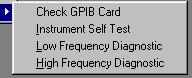 Check GPIB Card
Instrument Self Test
Low Frequency Diagnostic
High Frequency Diagnostic